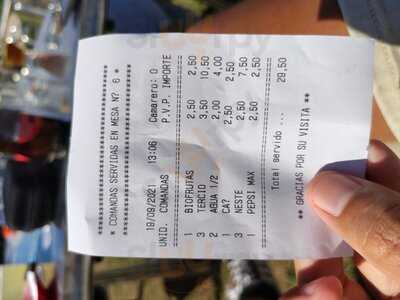 ************************************
* COMANDAS SERVIDAS EN MESA N? 6 *
************************************
19/09/2021 13:06 Camarero: 0
UNID. COMANDAS P.V.P. IMPORTE
====================================
1 BIOFRUTAS 2,50 2,50
3 TERCIO 3,50 10,50
2 AGUA 1/2 2,00 4,00
1 CA? 2,50 2,50
3 NESTE 2,50 7,50
1 PEPSI MAX 2,50 2,50
====================================
Total servido ... 29,50
** GRACIAS POR SU VISITA **